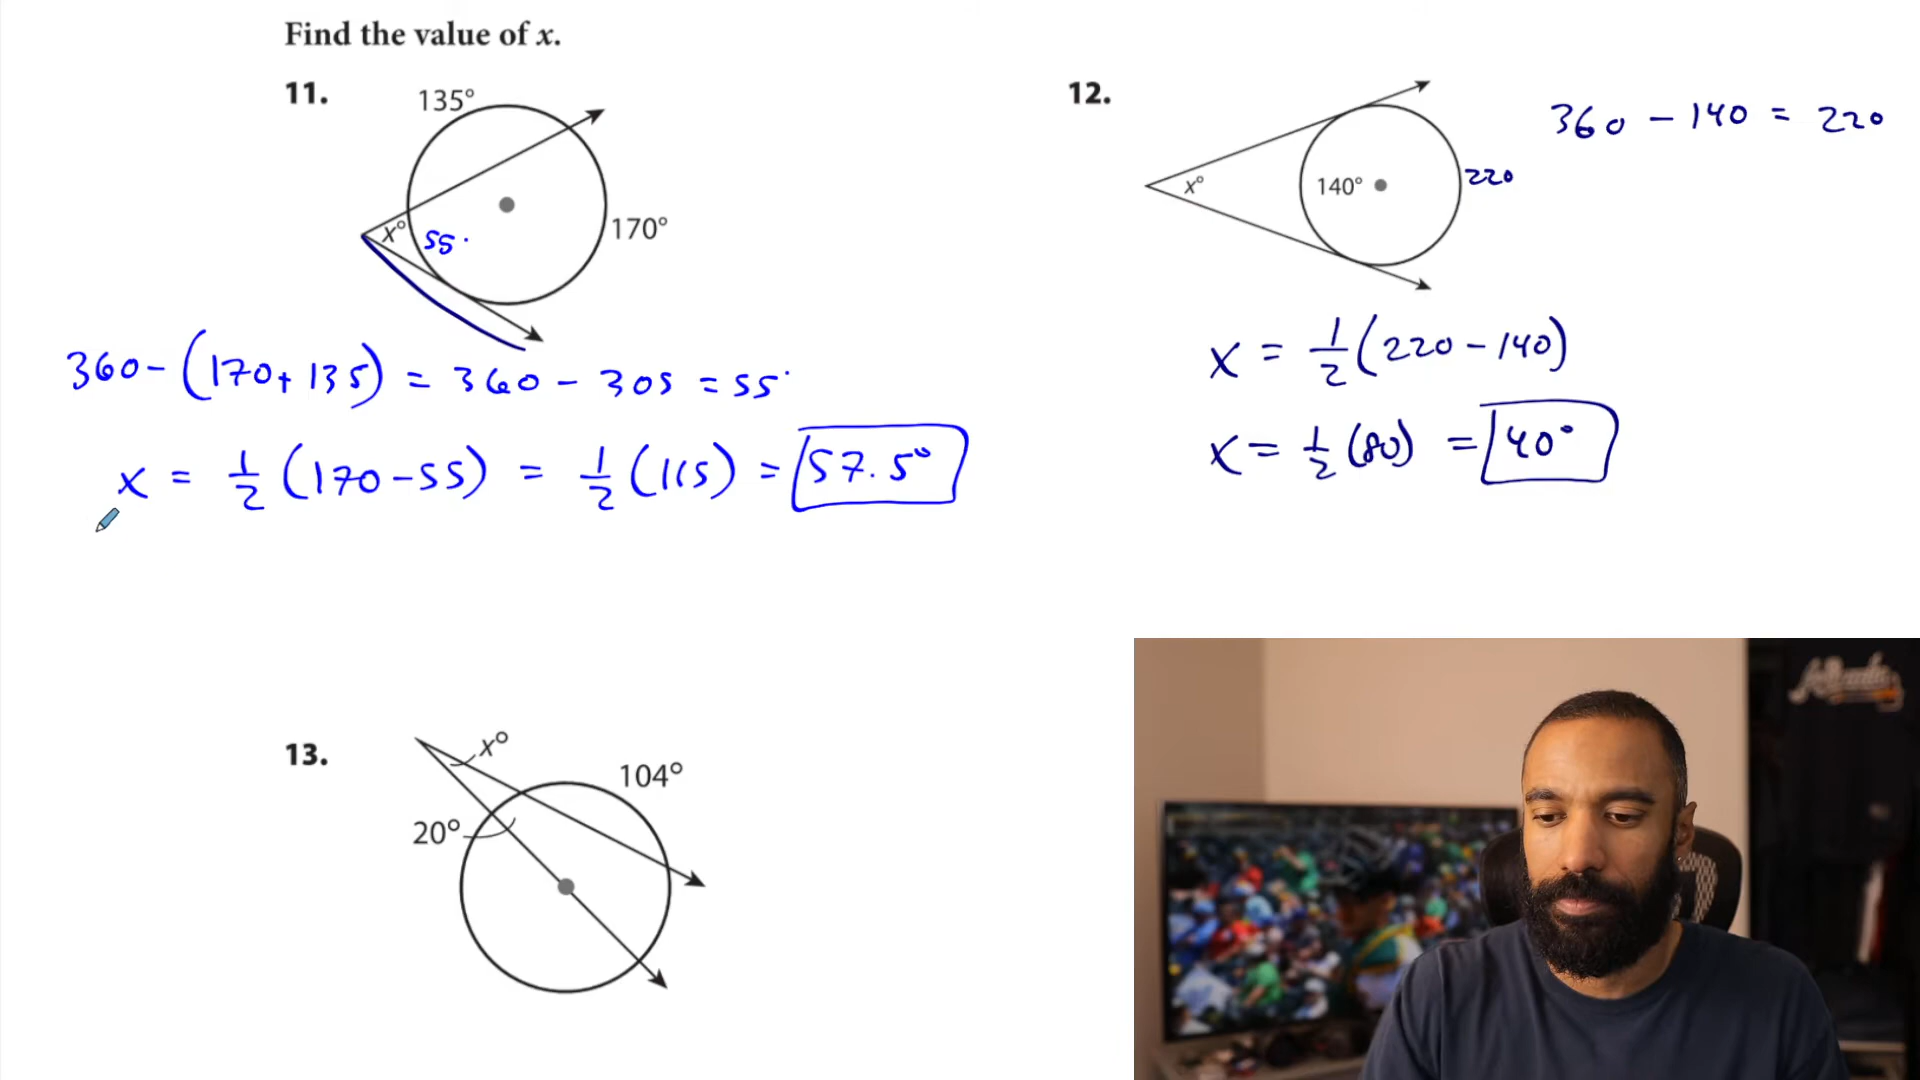 Find the value of x.
11.
135°
x°
55°
170°
360 - (170 + 135) = 360 - 305 = 55°
x = 1/2 (170 - 55) = 1/2 (115) = 57.5°
12.
360 - 140 = 220
x°
140°
220
x = 1/2 (220 - 140)
x = 1/2 (80) = 40°
13.
x°
104°
20°